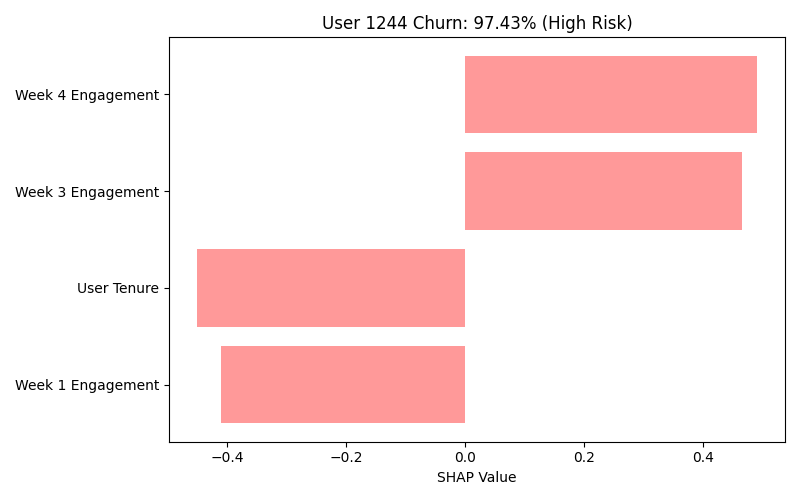 User 1244 Churn: 97.43% (High Risk)
Week 4 Engagement
Week 3 Engagement
User Tenure
Week 1 Engagement
−0.4 −0.2 0.0 0.2 0.4
SHAP Value